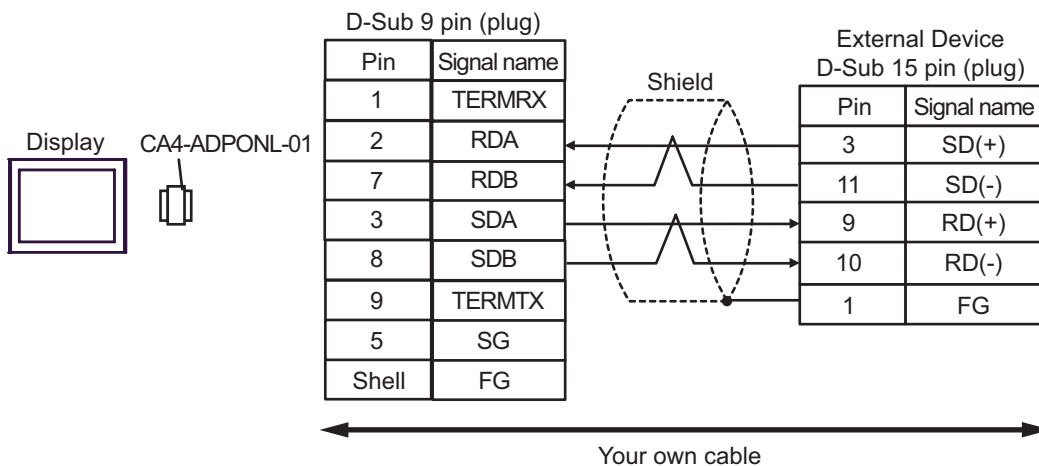 D-Sub 9 pin (plug)
Pin Signal name
1 TERMRX
2 RDA
7 RDB
3 SDA
8 SDB
9 TERMTX
5 SG
Shell FG
Display
CA4-ADPONL-01
Shield
External Device
D-Sub 15 pin (plug)
Pin Signal name
3 SD(+)
11 SD(-)
9 RD(+)
10 RD(-)
1 FG
Your own cable